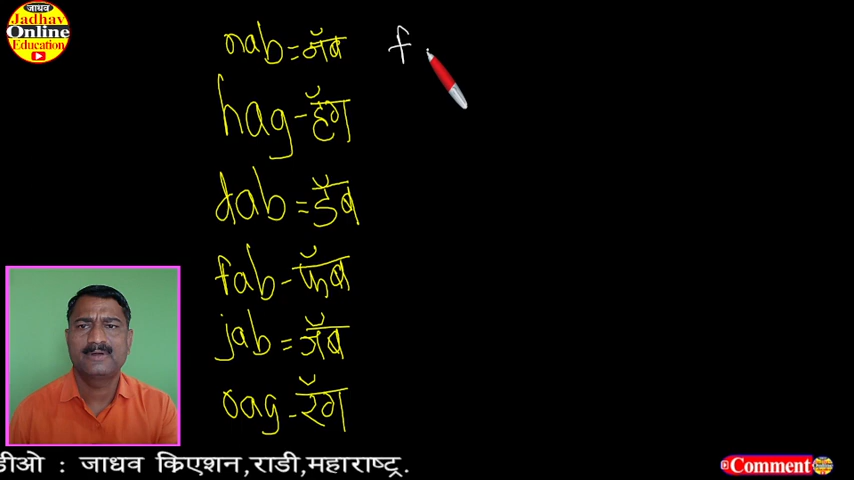 जाधव
Jadhav
Online
Education
nab = नॅब
f
hag - हॅग
dab = डॅब
fab - फॅब
jab = जॅब
rag - रॅग
डीओ : जाधव किएशन,राडी,महाराष्ट्र.
Comment